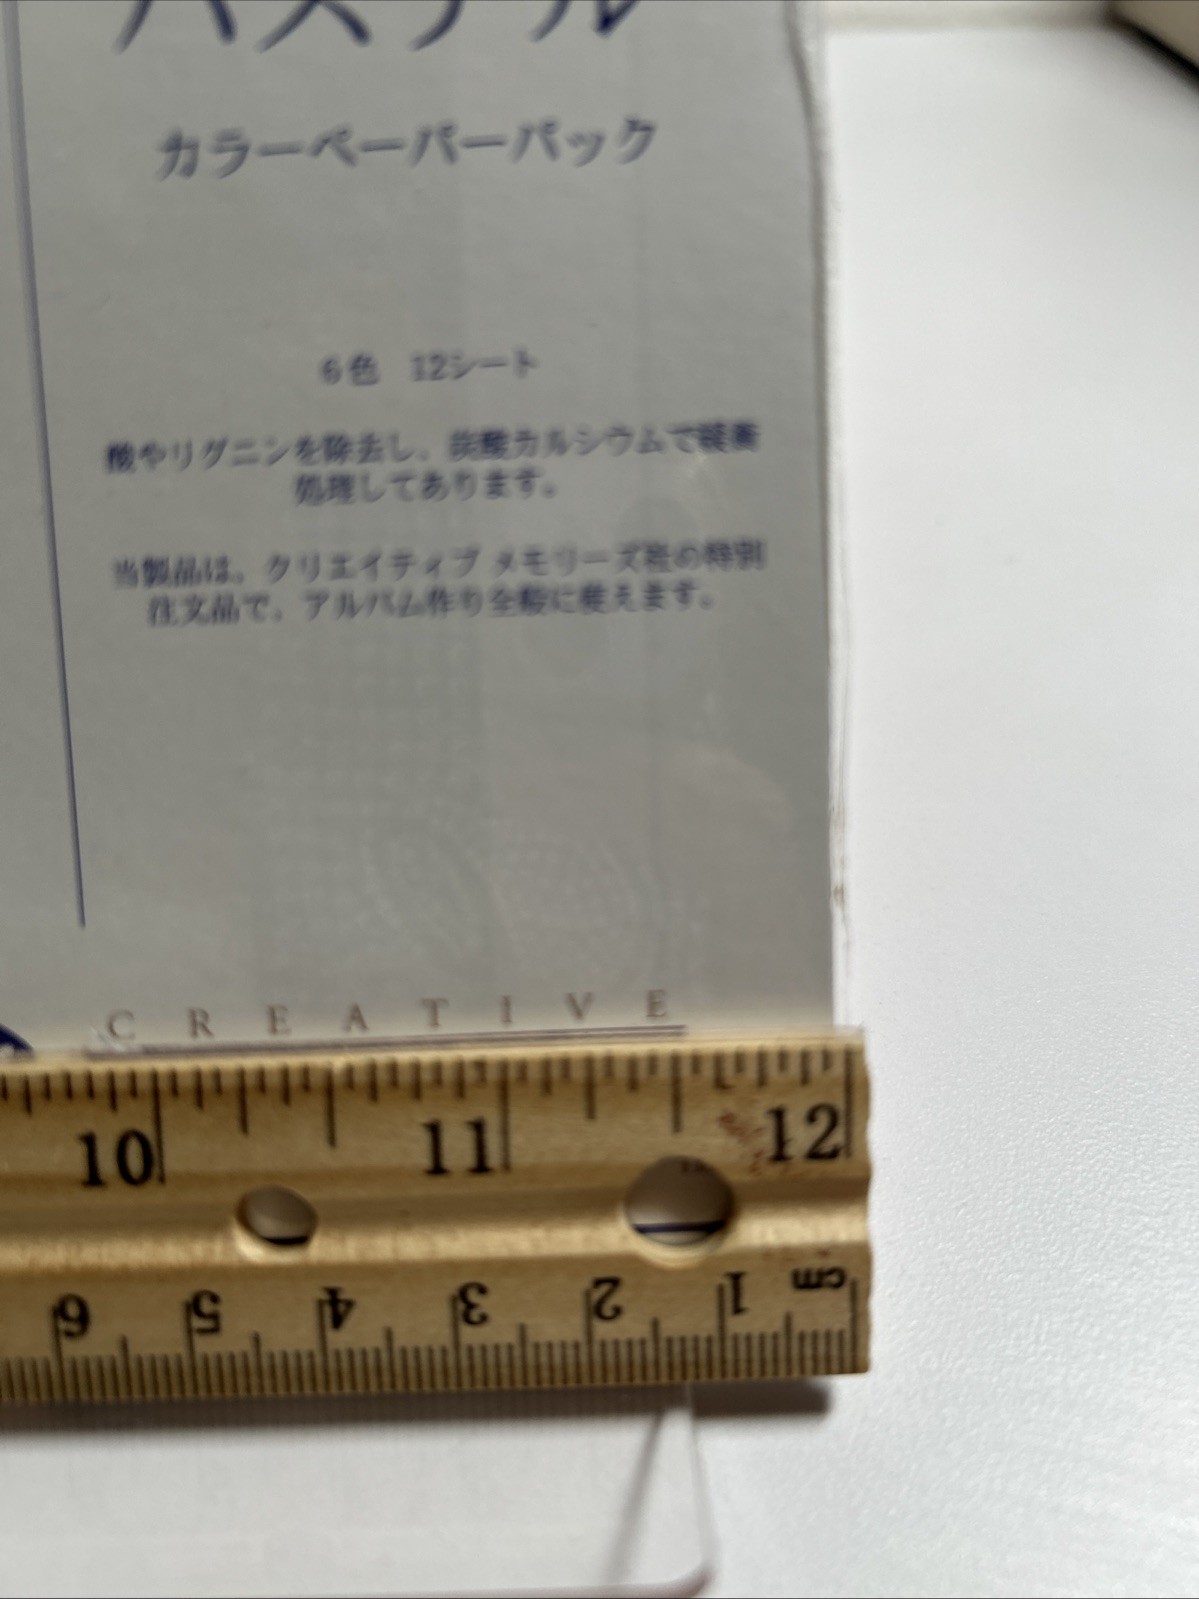 パステル
カラーペーパーパック
6色 12シート
酸やリグニンを除去し、炭酸カルシウムで緩衝
処理してあります。
当製品は、クリエイティブ メモリーズ社の特別
注文品で、アルバム作り全般に使えます。
CREATIVE
10 11 12
6 5 4 3 2 1 cm